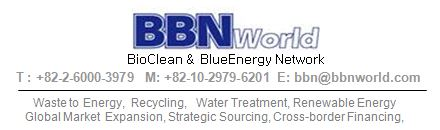 BBNWorld
BioClean & BlueEnergy Network
T : +82-2-6000-3979 M: +82-10-2979-6201 E: bbn@bbnworld.com
Waste to Energy, Recycling, Water Treatment, Renewable Energy
Global Market Expansion, Strategic Sourcing, Cross-border Financing,